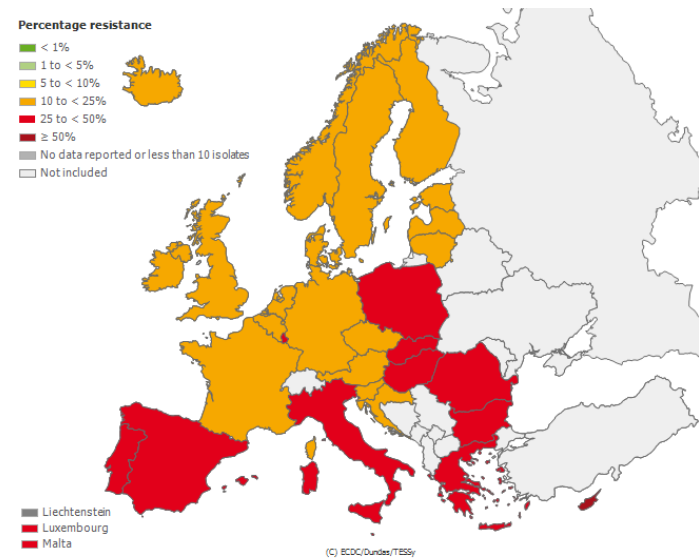 Percentage resistance
< 1%
1 to < 5%
5 to < 10%
10 to < 25%
25 to < 50%
≥ 50%
No data reported or less than 10 isolates
Not included
Liechtenstein
Luxembourg
Malta
(C) ECDC/Dundas/TESSy